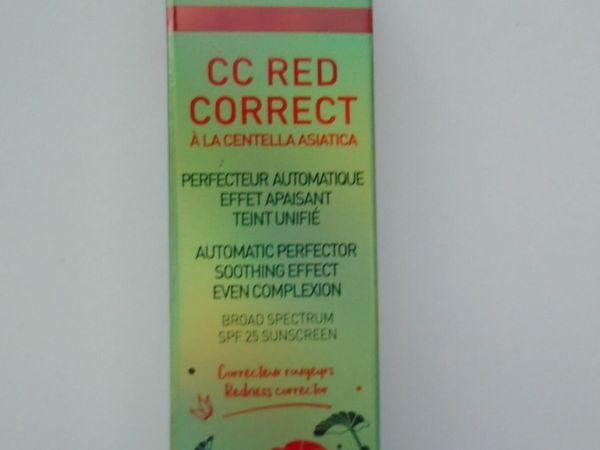 CC RED
CORRECT
À LA CENTELLA ASIATICA
PERFECTEUR AUTOMATIQUE
EFFET APAISANT
TEINT UNIFIÉ
AUTOMATIC PERFECTOR
SOOTHING EFFECT
EVEN COMPLEXION
BROAD SPECTRUM
SPF 25 SUNSCREEN
Correcteur rougeurs
Redness corrector